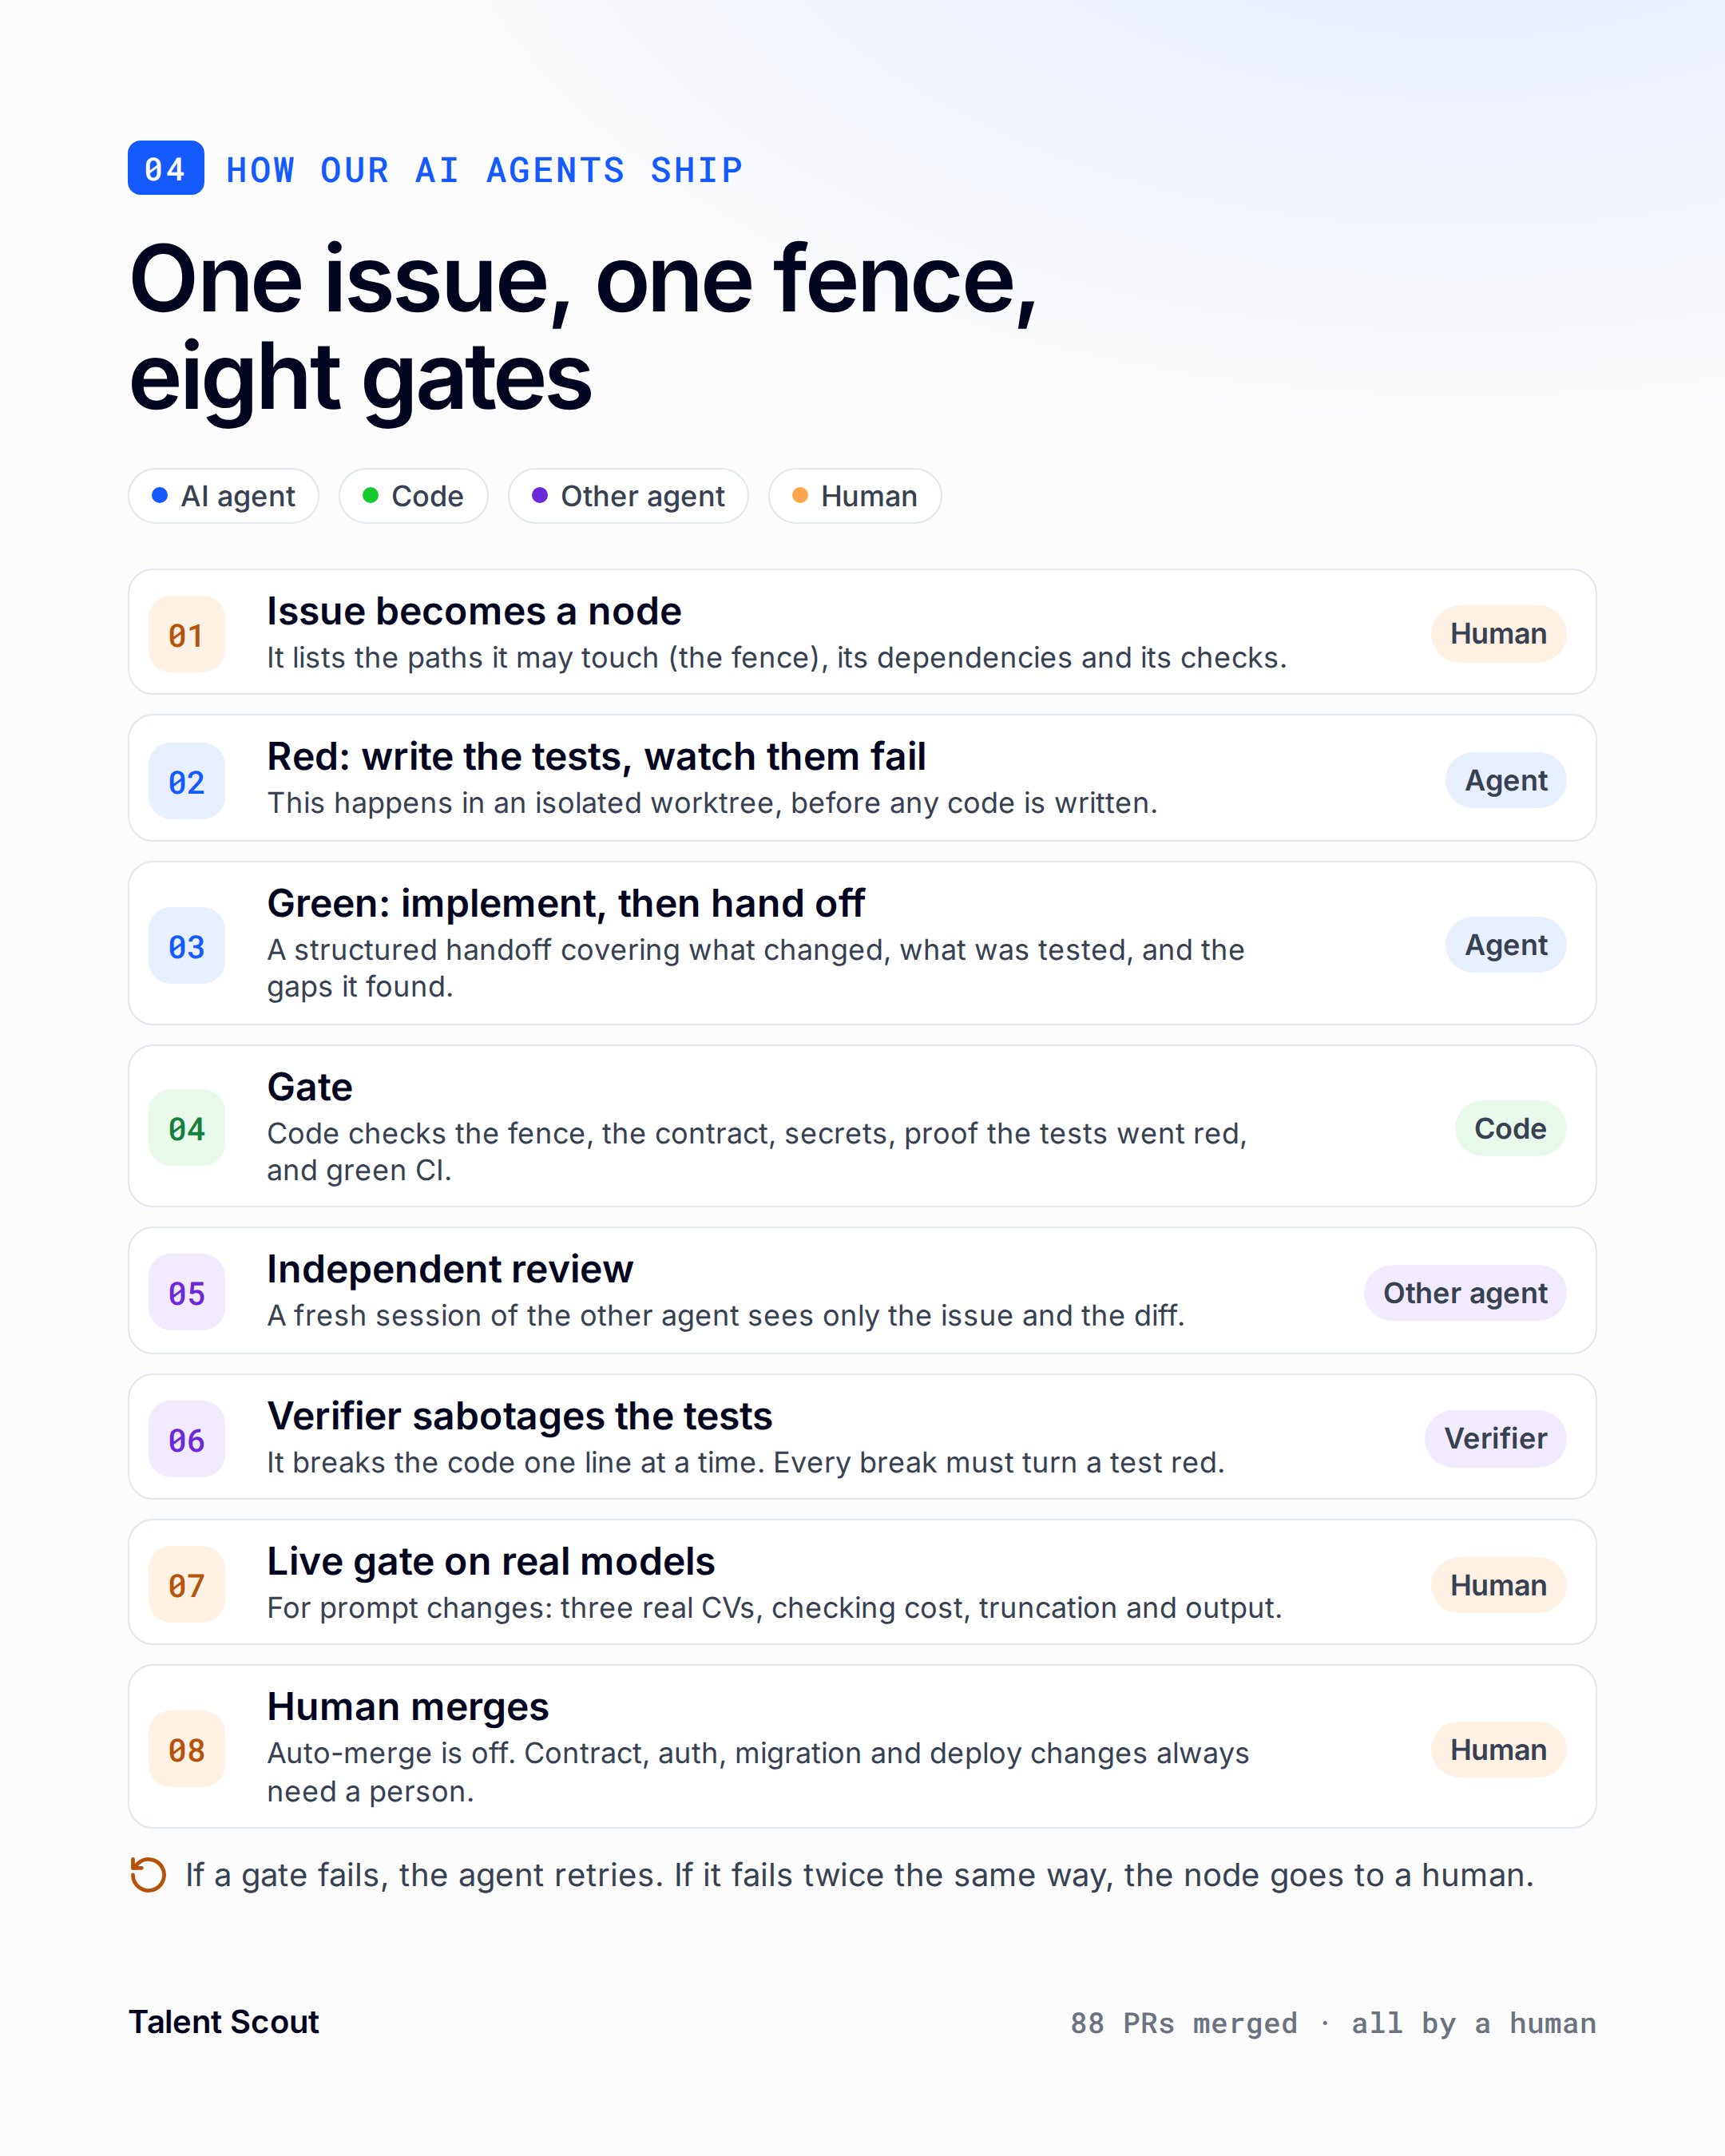 04 HOW OUR AI AGENTS SHIP
One issue, one fence,
eight gates
AI agent
Code
Other agent
Human
01
Issue becomes a node
It lists the paths it may touch (the fence), its dependencies and its checks.
Human
02
Red: write the tests, watch them fail
This happens in an isolated worktree, before any code is written.
Agent
03
Green: implement, then hand off
A structured handoff covering what changed, what was tested, and the
gaps it found.
Agent
04
Gate
Code checks the fence, the contract, secrets, proof the tests went red,
and green CI.
Code
05
Independent review
A fresh session of the other agent sees only the issue and the diff.
Other agent
06
Verifier sabotages the tests
It breaks the code one line at a time. Every break must turn a test red.
Verifier
07
Live gate on real models
For prompt changes: three real CVs, checking cost, truncation and output.
Human
08
Human merges
Auto-merge is off. Contract, auth, migration and deploy changes always
need a person.
Human
If a gate fails, the agent retries. If it fails twice the same way, the node goes to a human.
Talent Scout
88 PRs merged · all by a human